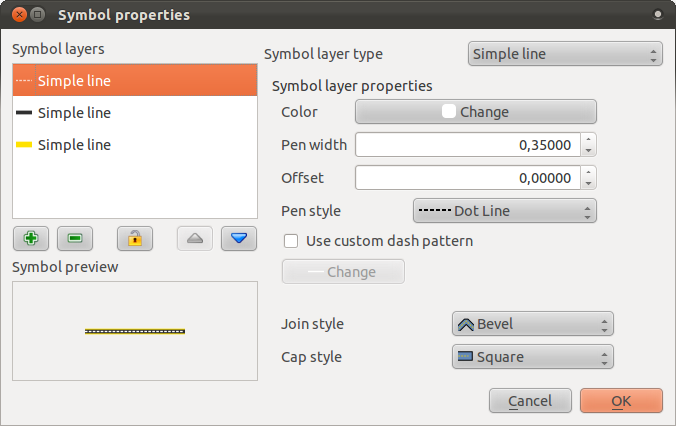 Symbol properties
Symbol layers
Simple line
Simple line
Simple line
Symbol preview
Symbol layer type
Simple line
Symbol layer properties
Color
Change
Pen width
0,35000
Offset
0,00000
Pen style
Dot Line
Use custom dash pattern
Change
Join style
Bevel
Cap style
Square
Cancel
OK